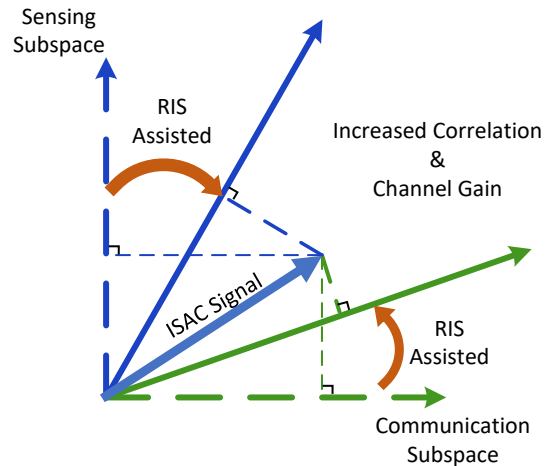 Sensing
Subspace
RIS
Assisted
Increased Correlation
&
Channel Gain
ISAC Signal
RIS
Assisted
Communication
Subspace